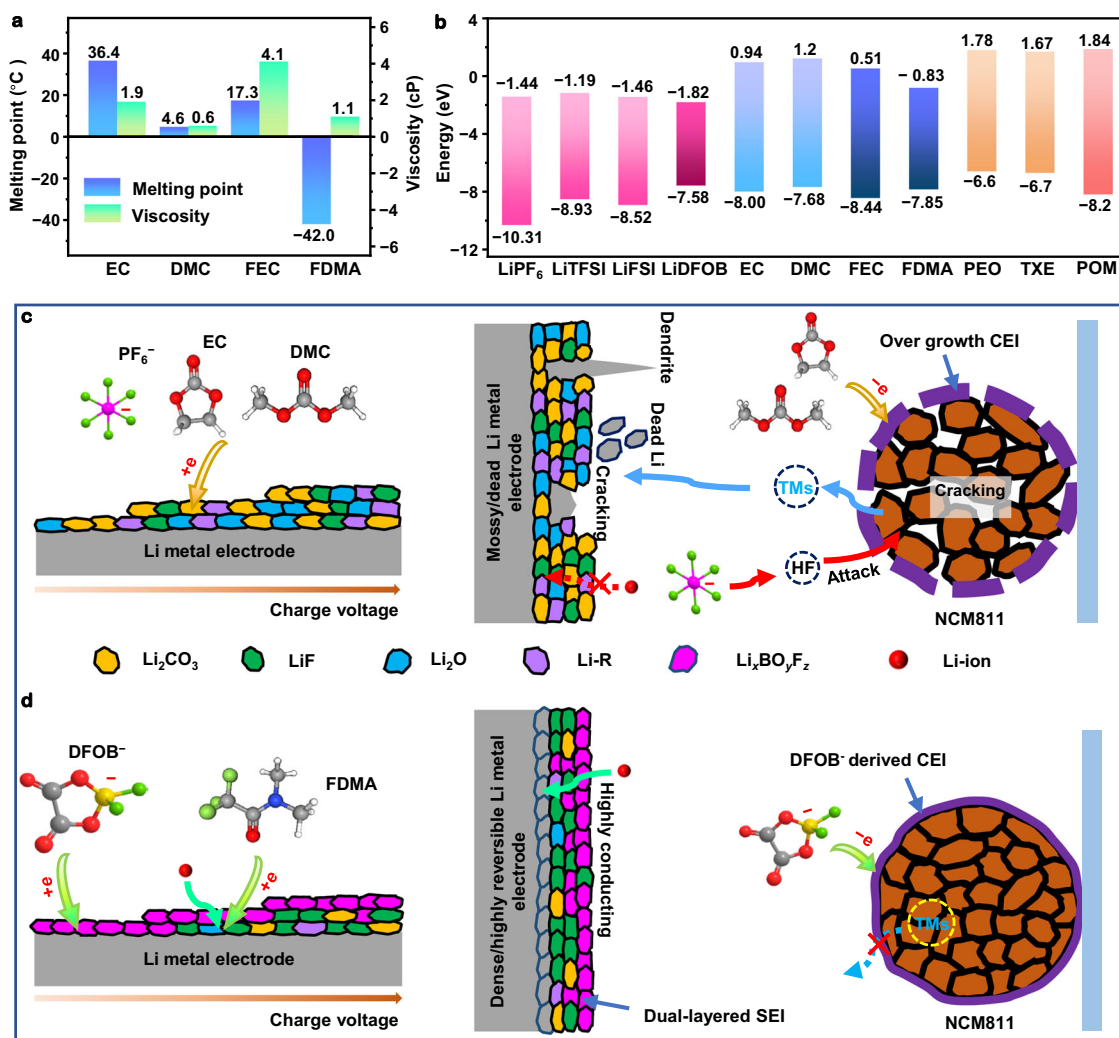 a
Melting point (°C)
40
20
0
−20
−40
36.4
1.9
4.6
0.6
17.3
4.1
−42.0
1.1
Melting point
Viscosity
6
4
2
0
−2
−4
−6
Viscosity (cP)
EC DMC FEC FDMA
b
Energy (eV)
4
0
−4
−8
−12
−1.44 −1.19 −1.46 −1.82 0.94 1.2 0.51 − 0.83 1.78 1.67 1.84
−10.31 −8.93 −8.52 −7.58 −8.00 −7.68 −8.44 −7.85 −6.6 −6.7 −8.2
LiPF6 LiTFSI LiFSI LiDFOB EC DMC FEC FDMA PEO TXE POM
c
PF6−
EC
DMC
+e
Li metal electrode
Charge voltage
Mossy/dead Li metal
electrode
Dendrite
Dead Li
Cracking
−
TMs
HF
Attack
−e
Over growth CEI
Cracking
NCM811
Li2CO3 LiF Li2O Li-R LixBOyFz Li-ion
d
DFOB−
−
FDMA
+e
+e
Li metal electrode
Charge voltage
Dense/highly reversible Li metal
electrode
Highly conducting
Dual-layered SEI
−
−e
DFOB- derived CEI
TMs
NCM811